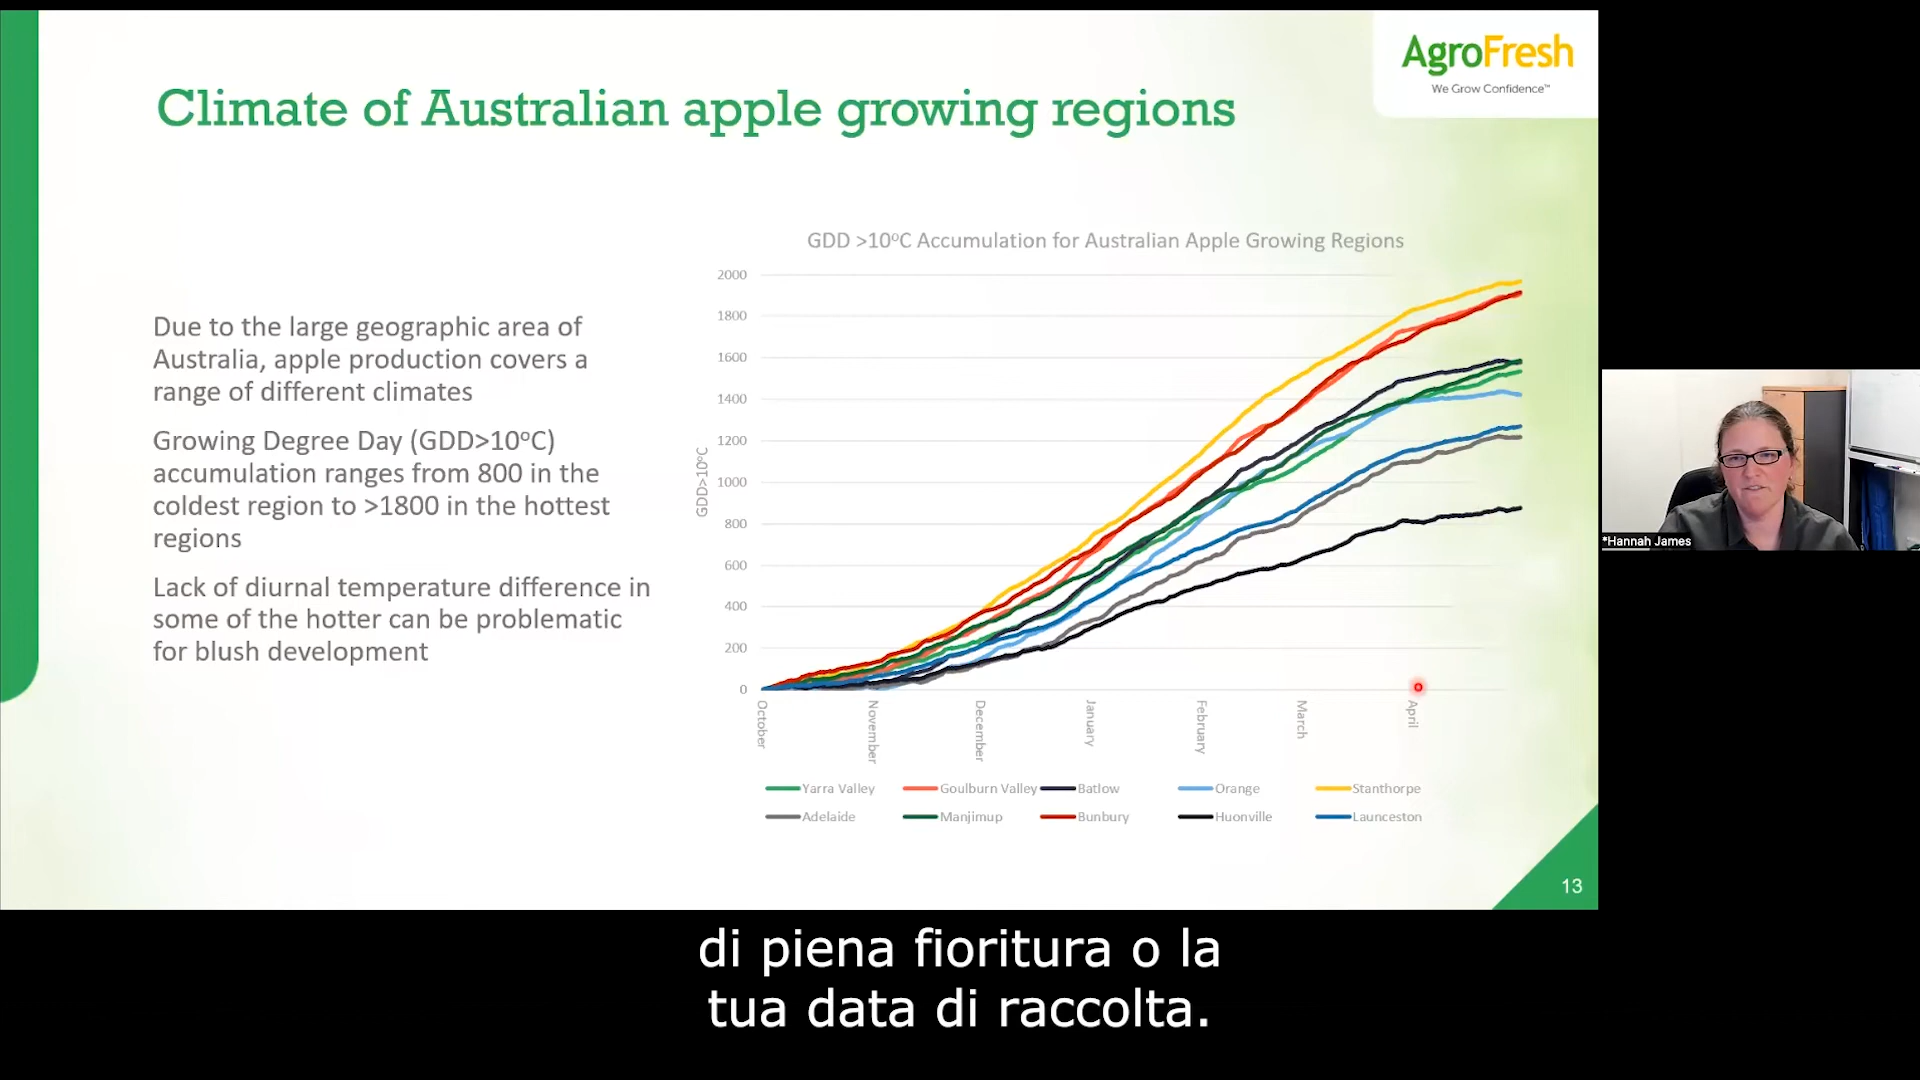 AgroFresh
We Grow Confidence™
Climate of Australian apple growing regions
Due to the large geographic area of
Australia, apple production covers a
range of different climates
Growing Degree Day (GDD>10ºC)
accumulation ranges from 800 in the
coldest region to >1800 in the hottest
regions
Lack of diurnal temperature difference in
some of the hotter can be problematic
for blush development
GDD >10ºC Accumulation for Australian Apple Growing Regions
GDD>10ºC
2000
1800
1600
1400
1200
1000
800
600
400
200
0
October
November
December
January
February
March
April
Yarra Valley
Goulburn Valley
Batlow
Orange
Stanthorpe
Adelaide
Manjimup
Bunbury
Huonville
Launceston
13
*Hannah James
di piena fioritura o la
tua data di raccolta.